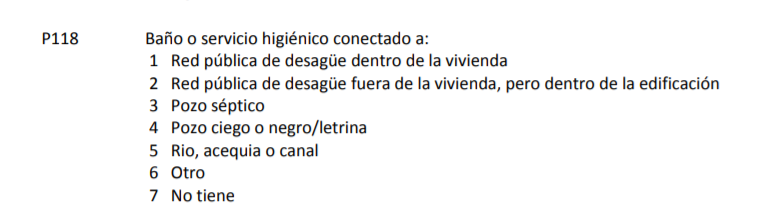 P118 Baño o servicio higiénico conectado a:
1 Red pública de desagüe dentro de la vivienda
2 Red pública de desagüe fuera de la vivienda, pero dentro de la edificación
3 Pozo séptico
4 Pozo ciego o negro/letrina
5 Rio, acequia o canal
6 Otro
7 No tiene